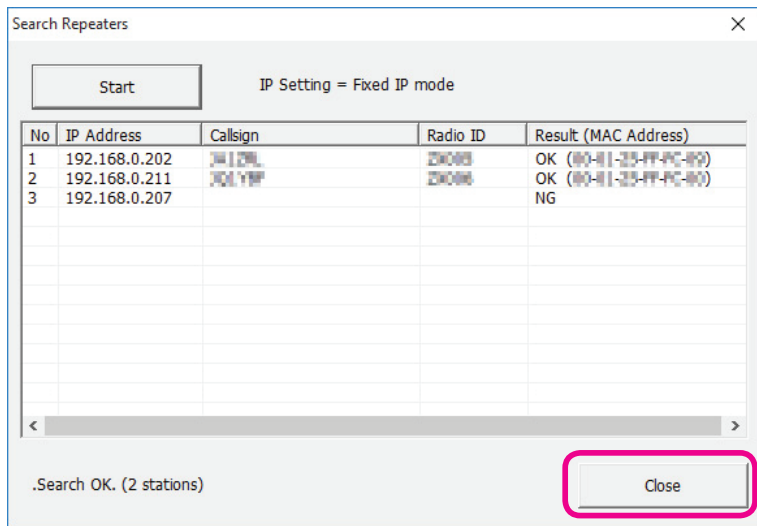 Search Repeaters
Start IP Setting = Fixed IP mode
No IP Address Callsign Radio ID Result (MAC Address)
1 192.168.0.202 OK
2 192.168.0.211 OK
3 192.168.0.207 NG
.Search OK. (2 stations) Close